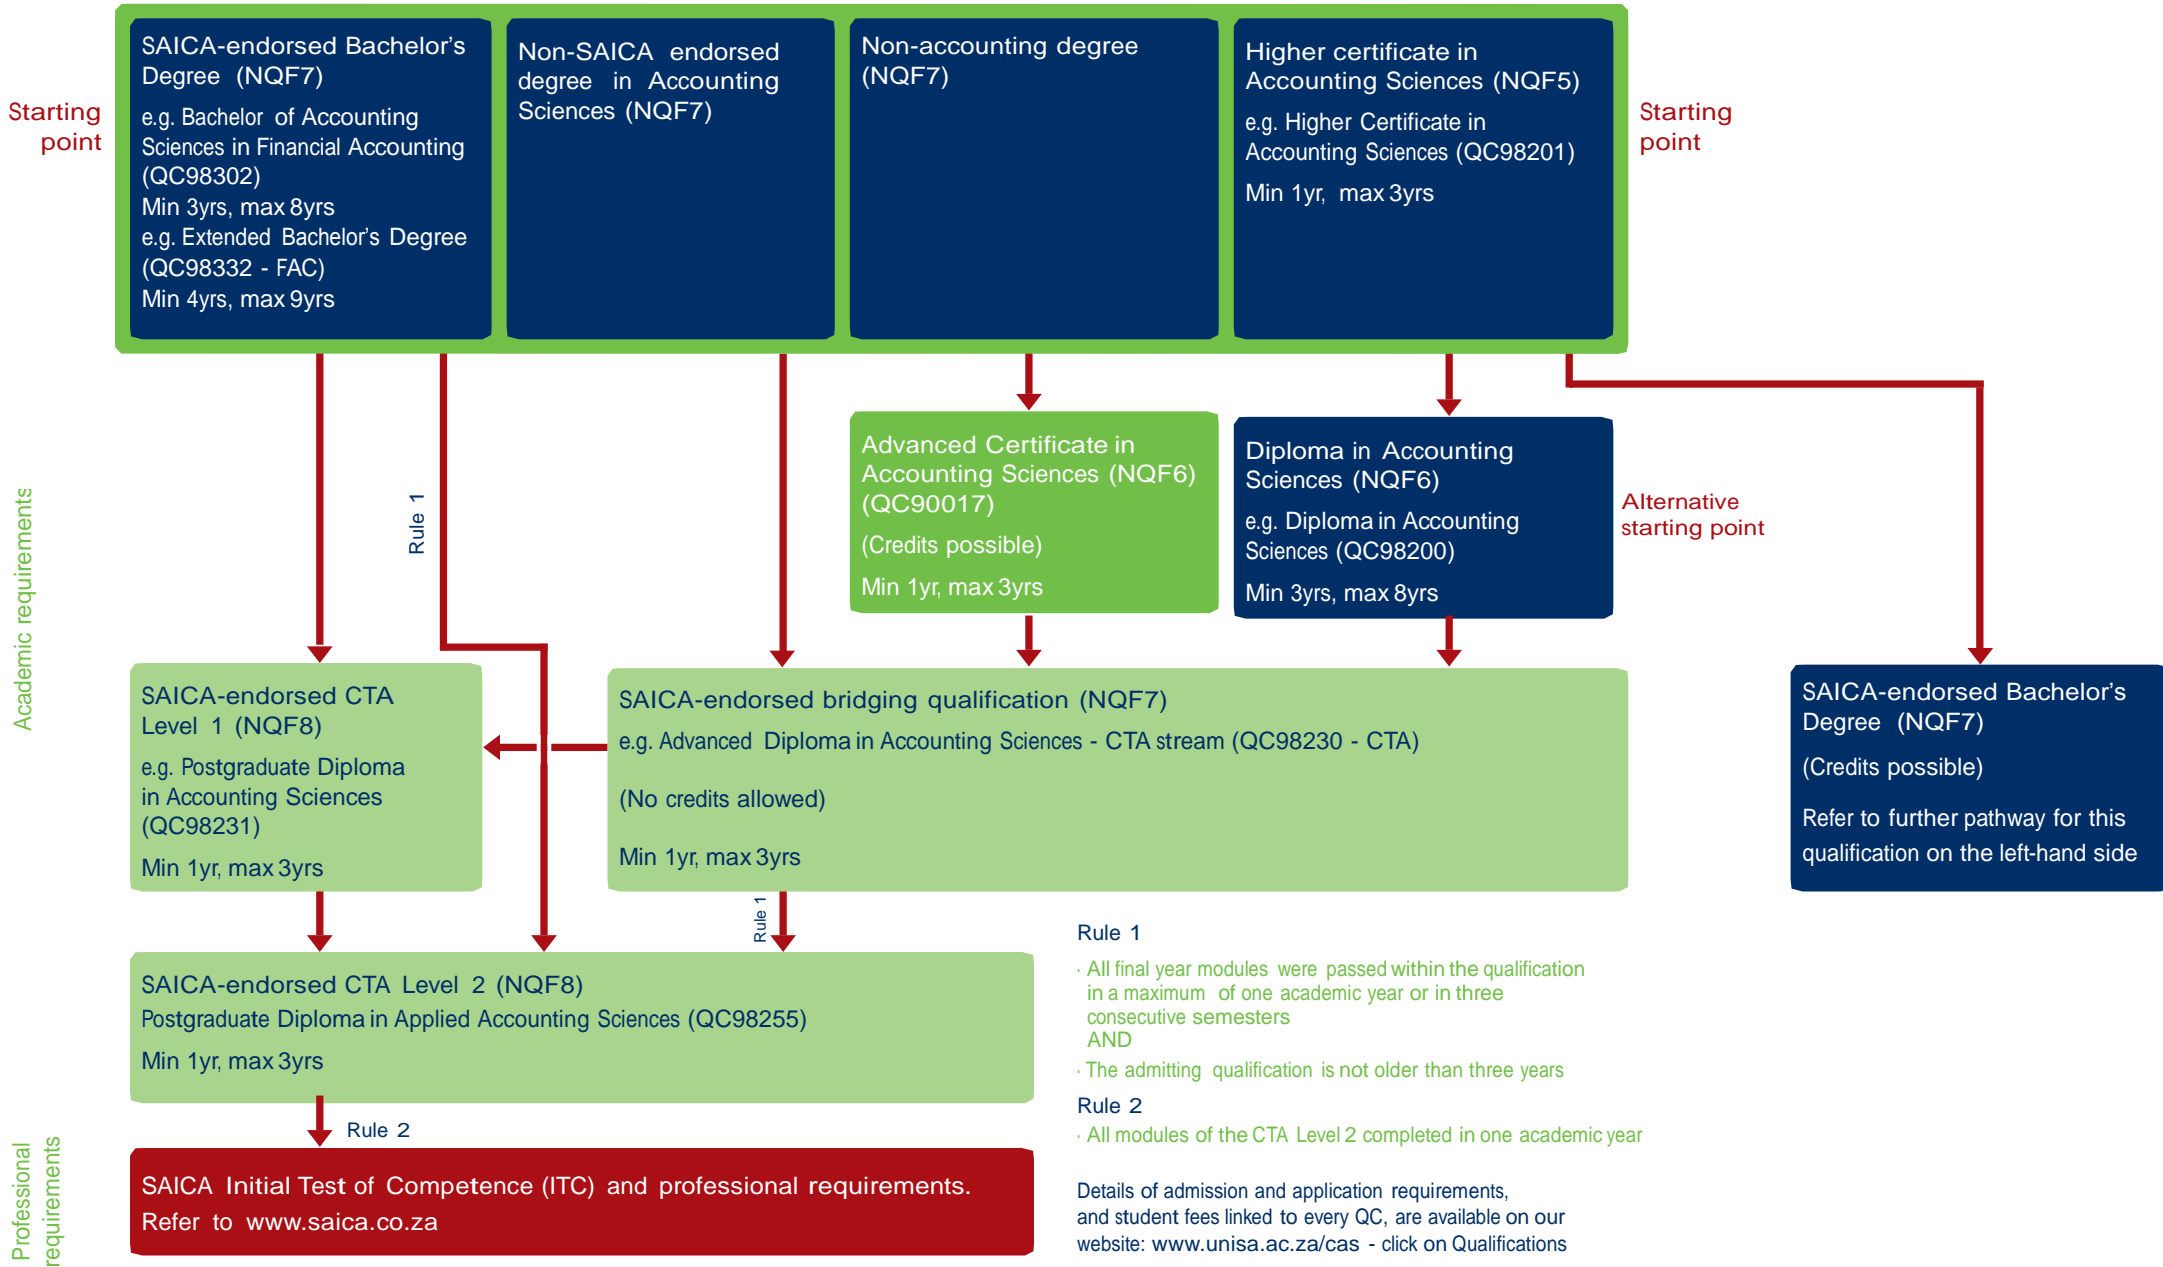 Starting
point
SAICA-endorsed Bachelor's
Degree (NQF7)
e.g. Bachelor of Accounting
Sciences in Financial Accounting
(QC98302)
Min 3yrs, max 8yrs
e.g. Extended Bachelor's Degree
(QC98332 - FAC)
Min 4yrs, max 9yrs
Non-SAICA endorsed
degree in Accounting
Sciences (NQF7)
Non-accounting degree
(NQF7)
Higher certificate in
Accounting Sciences (NQF5)
e.g. Higher Certificate in
Accounting Sciences (QC98201)
Min 1yr, max 3yrs
Starting
point
Academic requirements
Rule 1
Advanced Certificate in
Accounting Sciences (NQF6)
(QC90017)
(Credits possible)
Min 1yr, max 3yrs
Diploma in Accounting
Sciences (NQF6)
e.g. Diploma in Accounting
Sciences (QC98200)
Min 3yrs, max 8yrs
Alternative
starting point
SAICA-endorsed CTA
Level 1 (NQF8)
e.g. Postgraduate Diploma
in Accounting Sciences
(QC98231)
Min 1yr, max 3yrs
SAICA-endorsed bridging qualification (NQF7)
e.g. Advanced Diploma in Accounting Sciences - CTA stream (QC98230 - CTA)
(No credits allowed)
Min 1yr, max 3yrs
SAICA-endorsed Bachelor's
Degree (NQF7)
(Credits possible)
Refer to further pathway for this
qualification on the left-hand side
Rule 1
SAICA-endorsed CTA Level 2 (NQF8)
Postgraduate Diploma in Applied Accounting Sciences (QC98255)
Min 1yr, max 3yrs
Rule 1
· All final year modules were passed within the qualification
in a maximum of one academic year or in three
consecutive semesters
AND
· The admitting qualification is not older than three years
Rule 2
· All modules of the CTA Level 2 completed in one academic year
Rule 2
Professional
requirements
SAICA Initial Test of Competence (ITC) and professional requirements.
Refer to www.saica.co.za
Details of admission and application requirements,
and student fees linked to every QC, are available on our
website: www.unisa.ac.za/cas - click on Qualifications